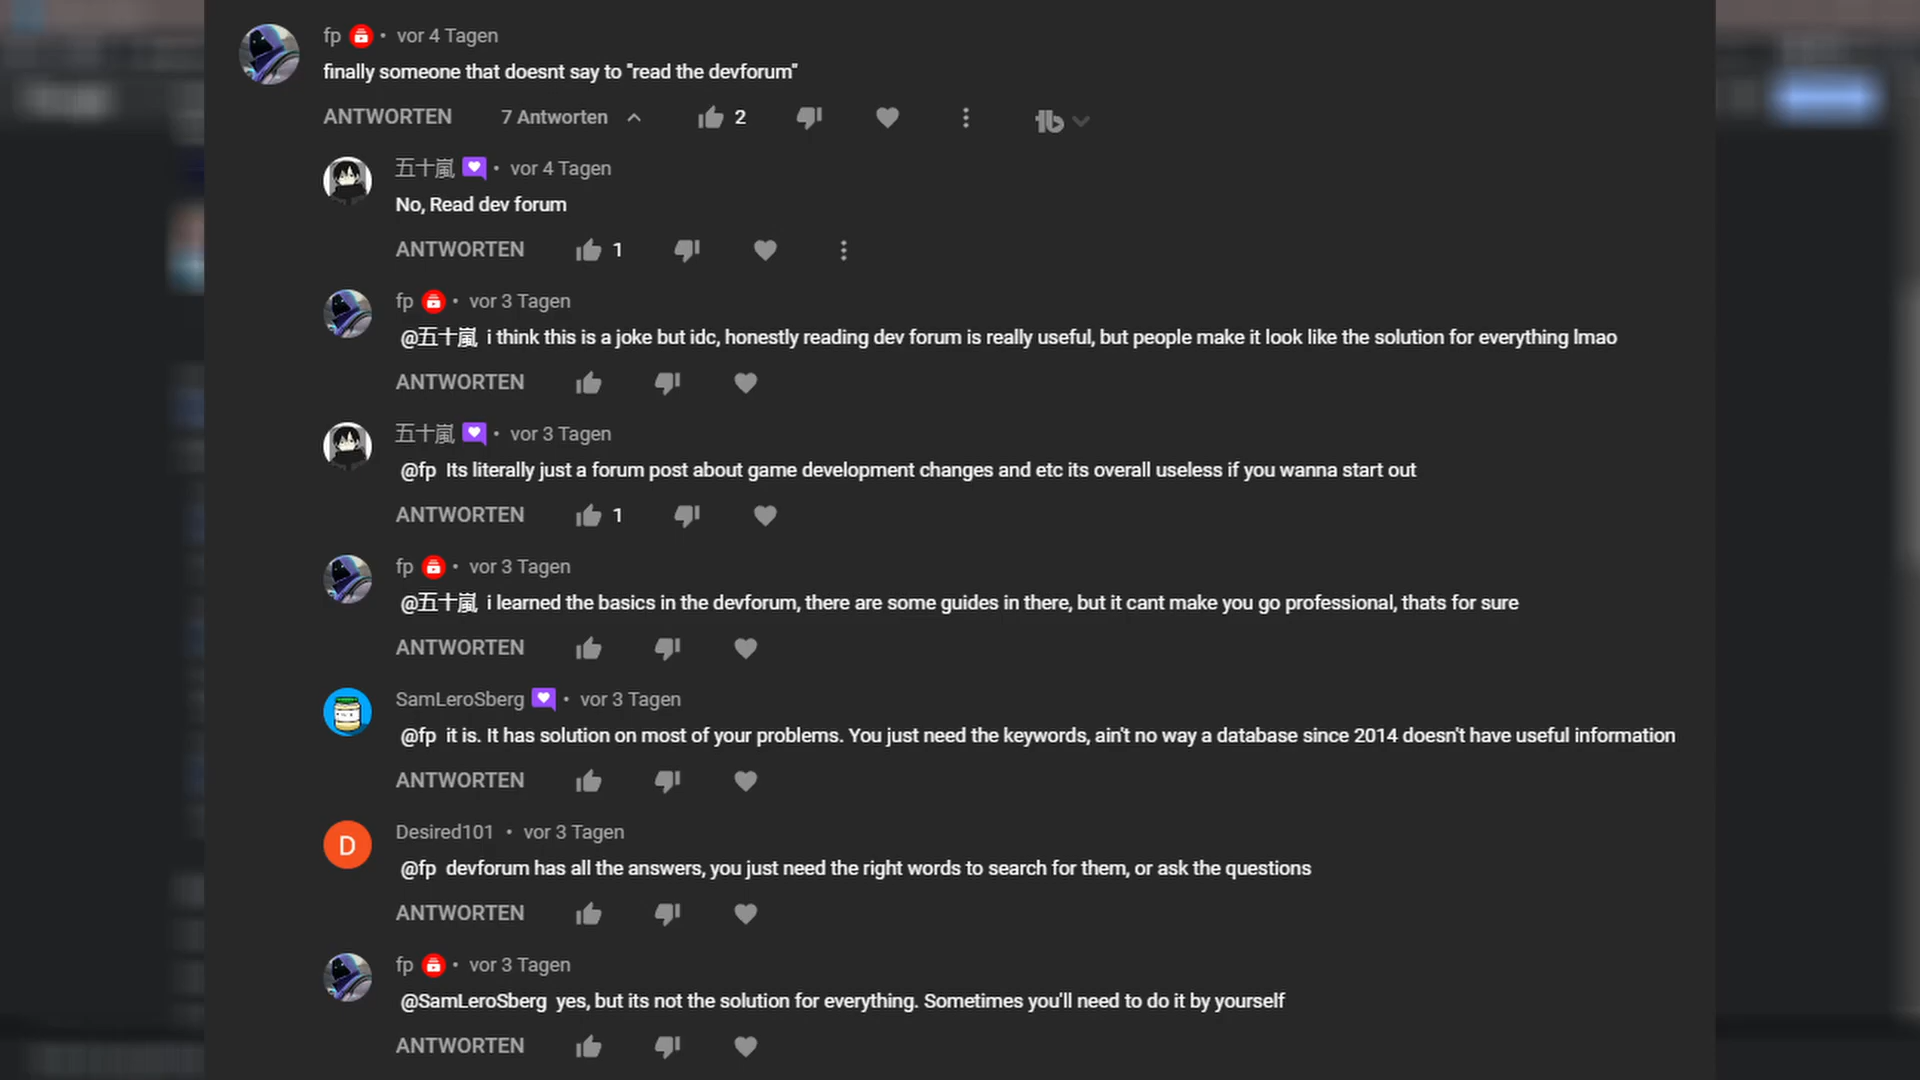 fp • vor 4 Tagen
finally someone that doesnt say to "read the devforum"
ANTWORTEN 7 Antworten 2
五十嵐 • vor 4 Tagen
No, Read dev forum
ANTWORTEN 1
fp • vor 3 Tagen
@五十嵐 i think this is a joke but idc, honestly reading dev forum is really useful, but people make it look like the solution for everything lmao
ANTWORTEN
五十嵐 • vor 3 Tagen
@fp Its literally just a forum post about game development changes and etc its overall useless if you wanna start out
ANTWORTEN 1
fp • vor 3 Tagen
@五十嵐 i learned the basics in the devforum, there are some guides in there, but it cant make you go professional, thats for sure
ANTWORTEN
SamLeroSberg • vor 3 Tagen
@fp it is. It has solution on most of your problems. You just need the keywords, ain't no way a database since 2014 doesn't have useful information
ANTWORTEN
D
Desired101 • vor 3 Tagen
@fp devforum has all the answers, you just need the right words to search for them, or ask the questions
ANTWORTEN
fp • vor 3 Tagen
@SamLeroSberg yes, but its not the solution for everything. Sometimes you'll need to do it by yourself
ANTWORTEN